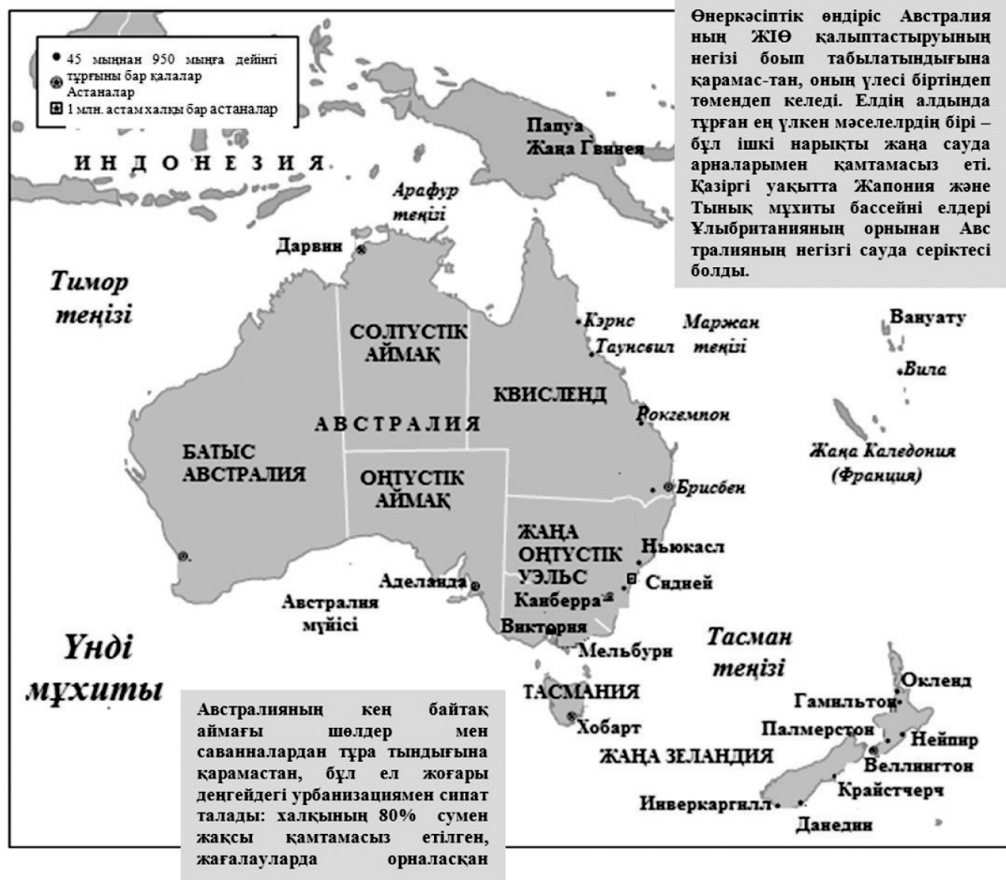 Өнеркәсіптік өндіріс Австралия
ның ЖІӨ қалыптастыруының
негізі боып табылатындығына
қарамас-тан, оның үлесі біртіндеп
төмендеп келеді. Елдің алдында
тұрған ең үлкен мәселелрдің бірі –
бұл ішкі нарықты жаңа сауда
арналарымен қамтамасыз еті.
Қазіргі уақытта Жапония және
Тынық мұхиты бассейні елдері
Ұлыбританияның орнынан Авс
тралияның негізгі сауда серіктесі
болды.
45 мыңнан 950 мыңға дейінгі
тұрғыны бар қалалар
Астаналар
1 млн. астам халқы бар астаналар
Папуа
Жаңа Гвинея
ИНДОНЕЗИЯ
Арафур
теңізі
Дарвин
Тимор
теңізі
СОЛТҮСТІК
АЙМАҚ
Кэрнс
Таунсвил
Маржан
теңізі
Вануату
Вила
КВИСЛЕНД
Рокгемпон
АВСТРАЛИЯ
БАТЫС
АВСТРАЛИЯ
ОҢТҮСТІК
АЙМАҚ
Жаңа Каледония
(Франция)
Брисбен
ЖАҢА
ОҢТҮСТІК
УЭЛЬС
Ньюкасл
Сидней
Аделаида
Канберра
Австралия
мүйісі
Виктория
Мельбурн
Үнді
мұхиты
Тасман
теңізі
ТАСМАНИЯ
Хобарт
Окленд
Гамильтон
Палмерстон
Нейпир
ЖАҢА ЗЕЛАНДИЯ
Веллингтон
Крайстчерч
Инверкаргилл
Данедин
Австралияның кең байтақ
аймағы шөлдер мен
саванналардан тұра тындығына
қарамастан, бұл ел жоғары
деңгейдегі урбанизациямен сипат
талады: халқының 80% сумен
жақсы қамтамасыз етілген,
жағалауларда орналасқан